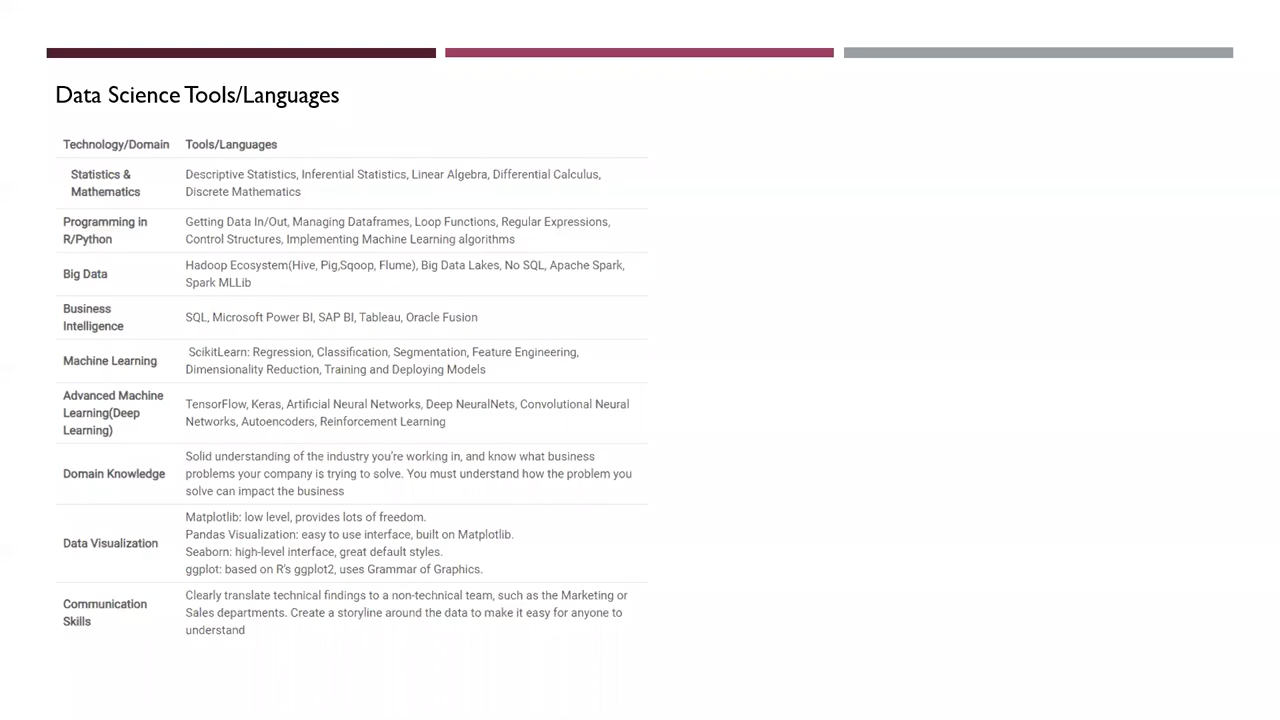 Data Science Tools/Languages
Technology/Domain Tools/Languages
Statistics & Mathematics
Descriptive Statistics, Inferential Statistics, Linear Algebra, Differential Calculus,
Discrete Mathematics
Programming in R/Python
Getting Data In/Out, Managing Dataframes, Loop Functions, Regular Expressions,
Control Structures, Implementing Machine Learning algorithms
Big Data
Hadoop Ecosystem(Hive, Pig,Sqoop, Flume), Big Data Lakes, No SQL, Apache Spark,
Spark MLLib
Business
Intelligence
SQL, Microsoft Power BI, SAP BI, Tableau, Oracle Fusion
Machine Learning
ScikitLearn: Regression, Classification, Segmentation, Feature Engineering,
Dimensionality Reduction, Training and Deploying Models
Advanced Machine
Learning(Deep
Learning)
TensorFlow, Keras, Artificial Neural Networks, Deep NeuralNets, Convolutional Neural
Networks, Autoencoders, Reinforcement Learning
Domain Knowledge
Solid understanding of the industry you're working in, and know what business
problems your company is trying to solve. You must understand how the problem you
solve can impact the business
Data Visualization
Matplotlib: low level, provides lots of freedom.
Pandas Visualization: easy to use interface, built on Matplotlib.
Seaborn: high-level interface, great default styles.
ggplot: based on R's ggplot2, uses Grammar of Graphics.
Communication
Skills
Clearly translate technical findings to a non-technical team, such as the Marketing or
Sales departments. Create a storyline around the data to make it easy for anyone to
understand